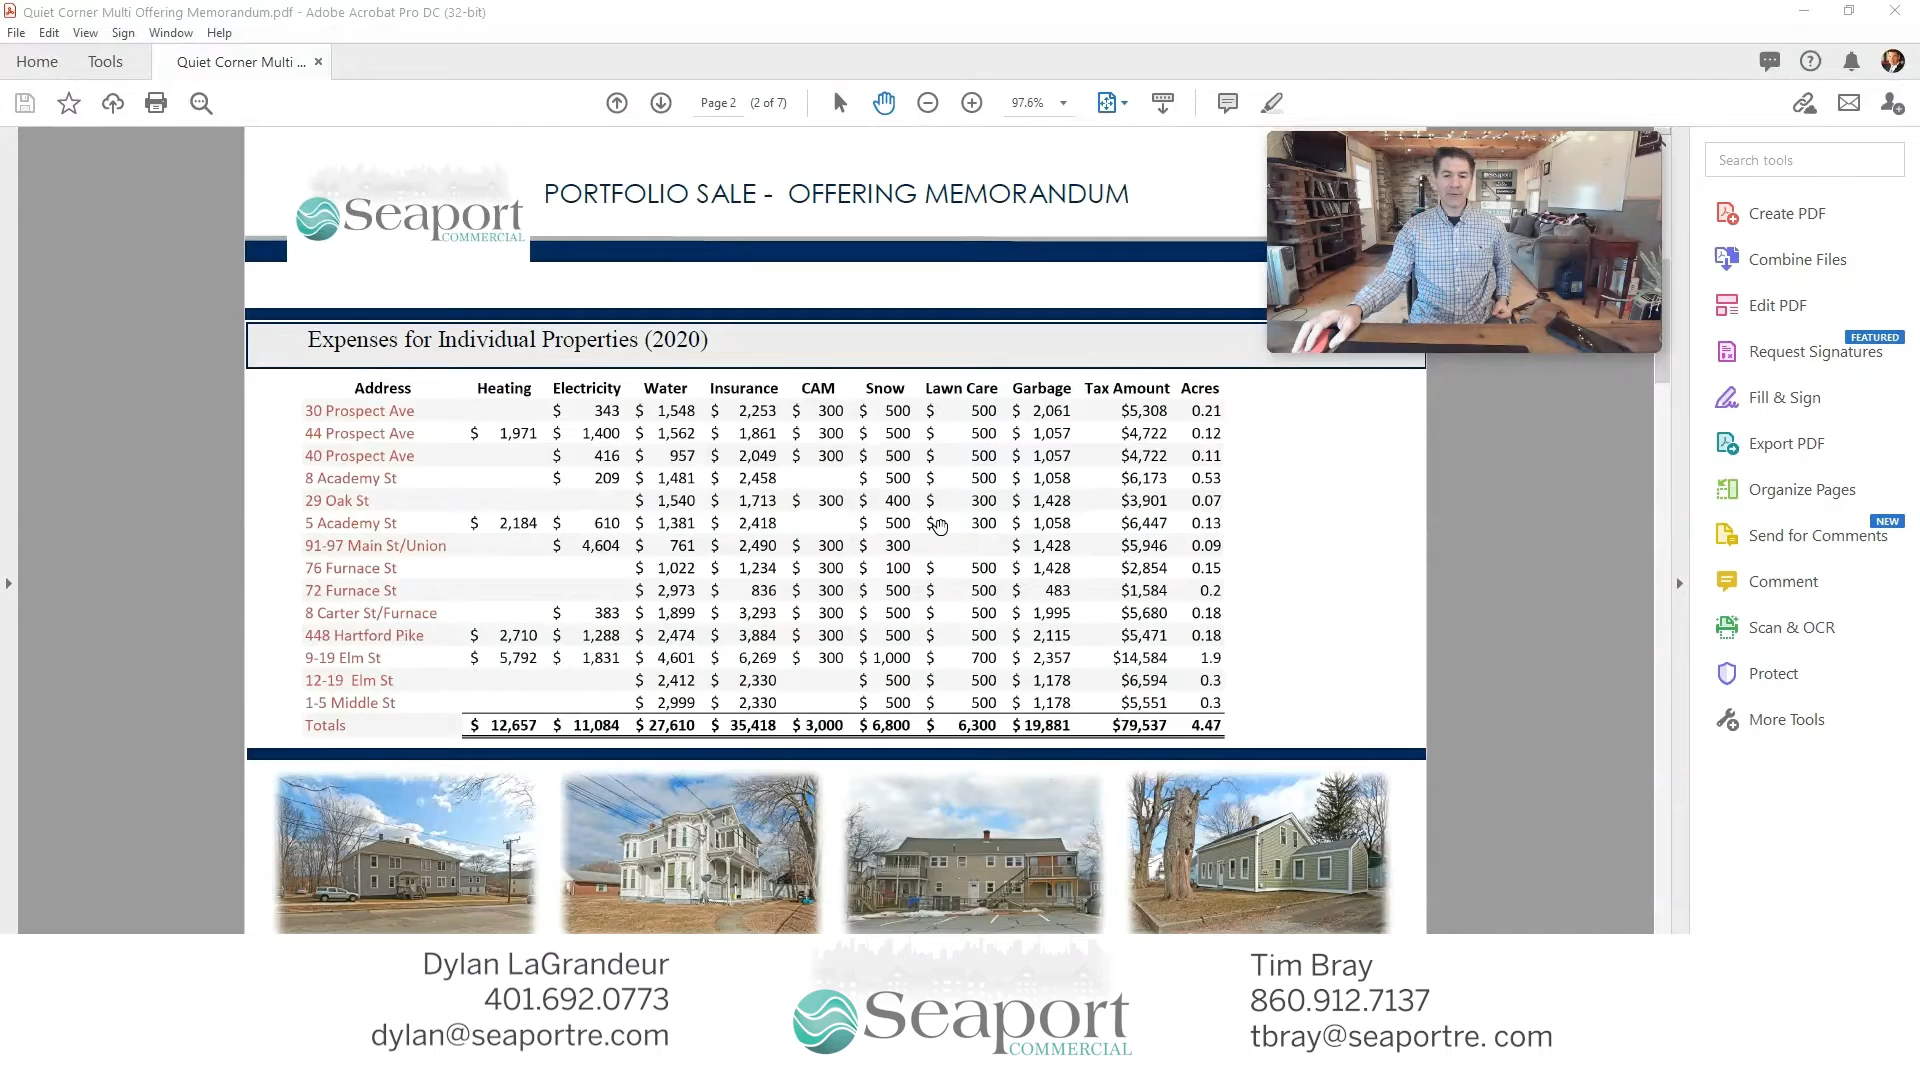 Quiet Corner Multi Offering Memorandum.pdf - Adobe Acrobat Pro DC (32-bit)
File Edit View Sign Window Help
Home Tools Quiet Corner Multi ... ×
Page 2 (2 of 7) 97.6%
Seaport
COMMERCIAL
PORTFOLIO SALE - OFFERING MEMORANDUM
Expenses for Individual Properties (2020)
Address Heating Electricity Water Insurance CAM Snow Lawn Care Garbage Tax Amount Acres
30 Prospect Ave $ 343 $ 1,548 $ 2,253 $ 300 $ 500 $ 500 $ 2,061 $5,308 0.21
44 Prospect Ave $ 1,971 $ 1,400 $ 1,562 $ 1,861 $ 300 $ 500 $ 500 $ 1,057 $4,722 0.12
40 Prospect Ave $ 416 $ 957 $ 2,049 $ 300 $ 500 $ 500 $ 1,057 $4,722 0.11
8 Academy St $ 209 $ 1,481 $ 2,458 $ 500 $ 500 $ 1,058 $6,173 0.53
29 Oak St $ 1,540 $ 1,713 $ 300 $ 400 $ 300 $ 1,428 $3,901 0.07
5 Academy St $ 2,184 $ 610 $ 1,381 $ 2,418 $ 500 $ 300 $ 1,058 $6,447 0.13
91-97 Main St/Union $ 4,604 $ 761 $ 2,490 $ 300 $ 300 $ 1,428 $5,946 0.09
76 Furnace St $ 1,022 $ 1,234 $ 300 $ 100 $ 500 $ 1,428 $2,854 0.15
72 Furnace St $ 2,973 $ 836 $ 300 $ 500 $ 500 $ 483 $1,584 0.2
8 Carter St/Furnace $ 383 $ 1,899 $ 3,293 $ 300 $ 500 $ 500 $ 1,995 $5,680 0.18
448 Hartford Pike $ 2,710 $ 1,288 $ 2,474 $ 3,884 $ 300 $ 500 $ 500 $ 2,115 $5,471 0.18
9-19 Elm St $ 5,792 $ 1,831 $ 4,601 $ 6,269 $ 300 $ 1,000 $ 700 $ 2,357 $14,584 1.9
12-19 Elm St $ 2,412 $ 2,330 $ 500 $ 500 $ 1,178 $6,594 0.3
1-5 Middle St $ 2,999 $ 2,330 $ 500 $ 500 $ 1,178 $5,551 0.3
Totals $ 12,657 $ 11,084 $ 27,610 $ 35,418 $ 3,000 $ 6,800 $ 6,300 $ 19,881 $79,537 4.47
Seaport
Search tools
Create PDF
Combine Files
Edit PDF
FEATURED
Request Signatures
Fill & Sign
Export PDF
Organize Pages
NEW
Send for Comments
Comment
Scan & OCR
Protect
More Tools
Dylan LaGrandeur
401.692.0773
dylan@seaportre.com
Seaport
COMMERCIAL
Tim Bray
860.912.7137
tbray@seaportre. com